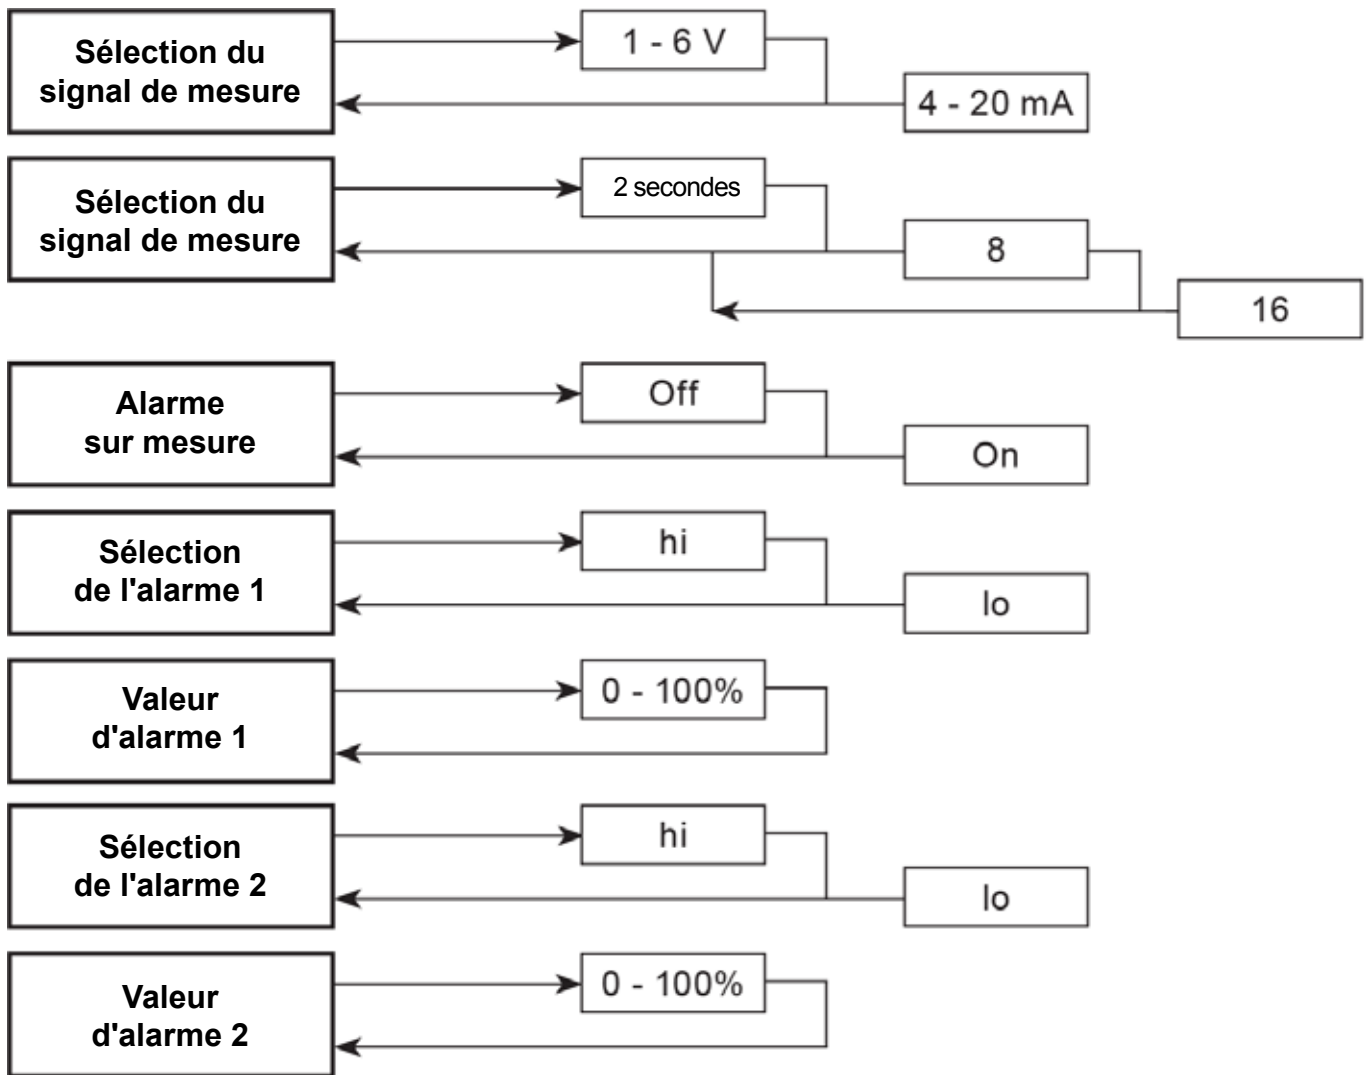 Sélection du
signal de mesure
1 - 6 V
4 - 20 mA
Sélection du
signal de mesure
2 secondes
8
16
Alarme
sur mesure
Off
On
Sélection
de l'alarme 1
hi
lo
Valeur
d'alarme 1
0 - 100%
Sélection
de l'alarme 2
hi
lo
Valeur
d'alarme 2
0 - 100%